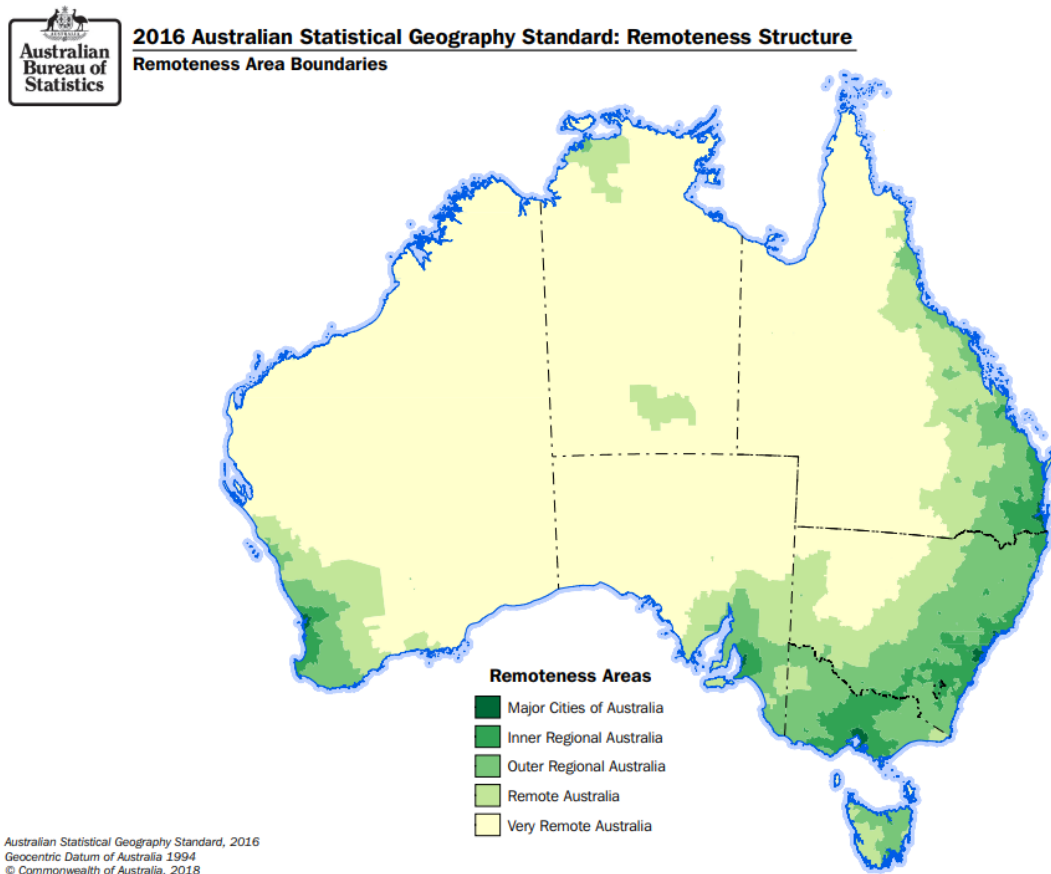 Australian
Bureau of
Statistics
2016 Australian Statistical Geography Standard: Remoteness Structure
Remoteness Area Boundaries
Remoteness Areas
Major Cities of Australia
Inner Regional Australia
Outer Regional Australia
Remote Australia
Very Remote Australia
Australian Statistical Geography Standard, 2016
Geocentric Datum of Australia 1994
© Commonwealth of Australia, 2018